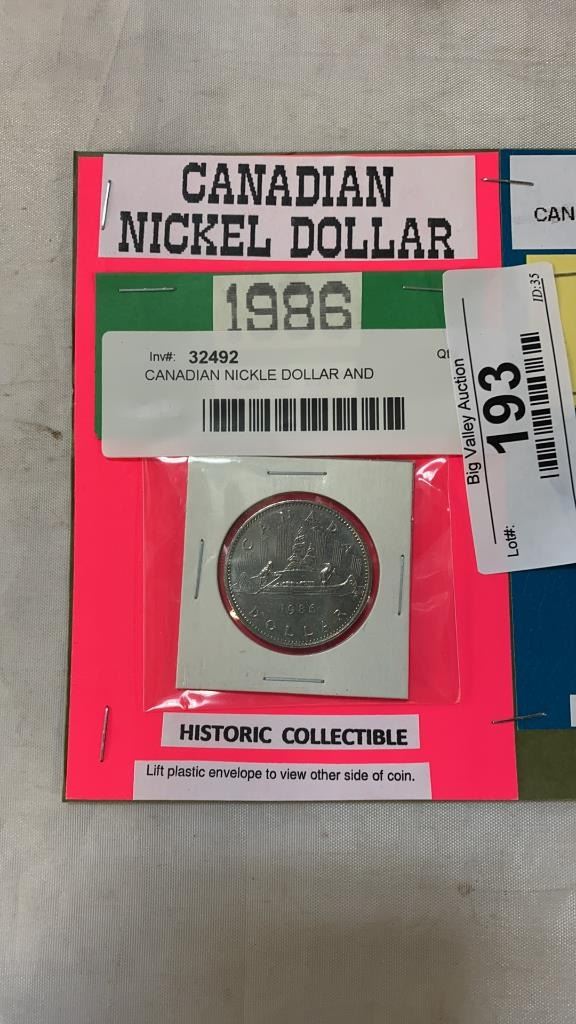 CANADIAN
NICKEL DOLLAR
1986
Inv#: 32492
CANADIAN NICKLE DOLLAR AND
CANADA
1986
DOLLAR
HISTORIC COLLECTIBLE
Lift plastic envelope to view other side of coin.
CAN
Big Valley Auction
ID:35
193
Lot#: